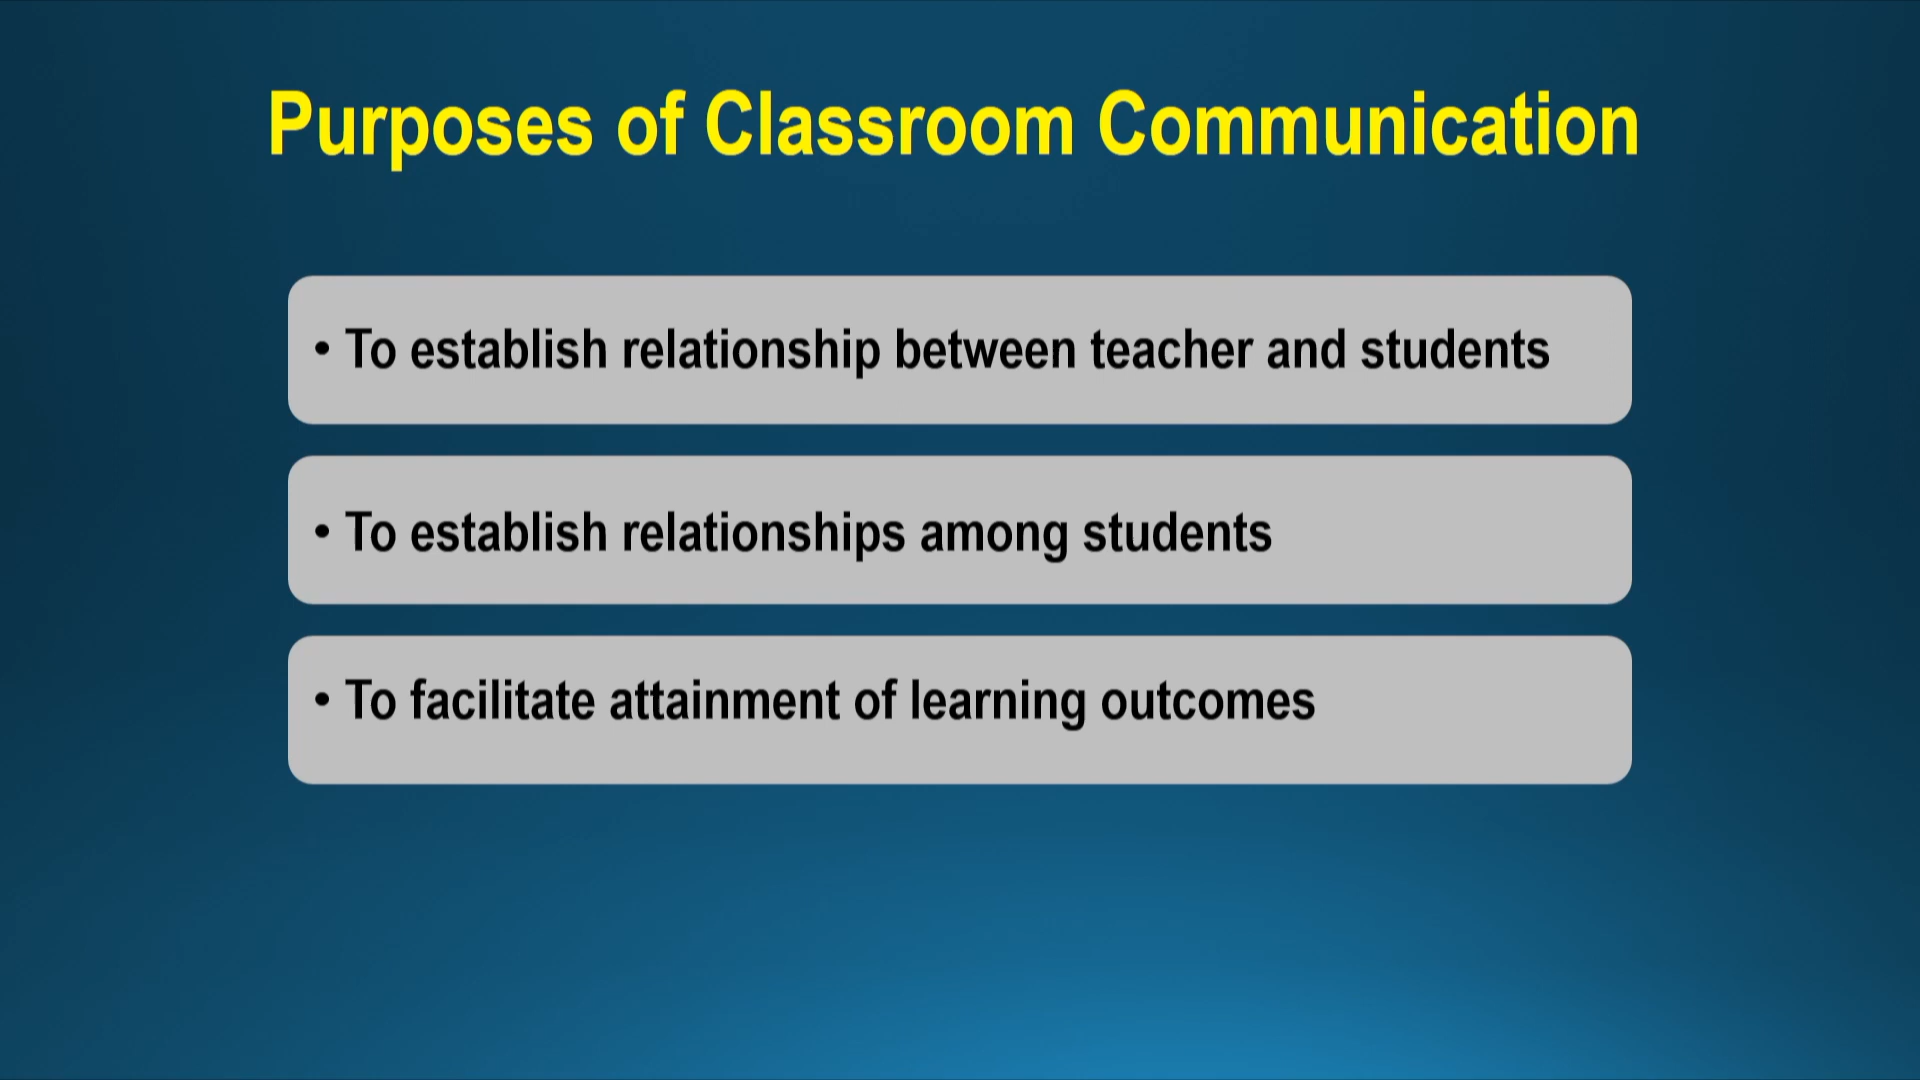 Purposes of Classroom Communication
• To establish relationship between teacher and students
• To establish relationships among students
• To facilitate attainment of learning outcomes